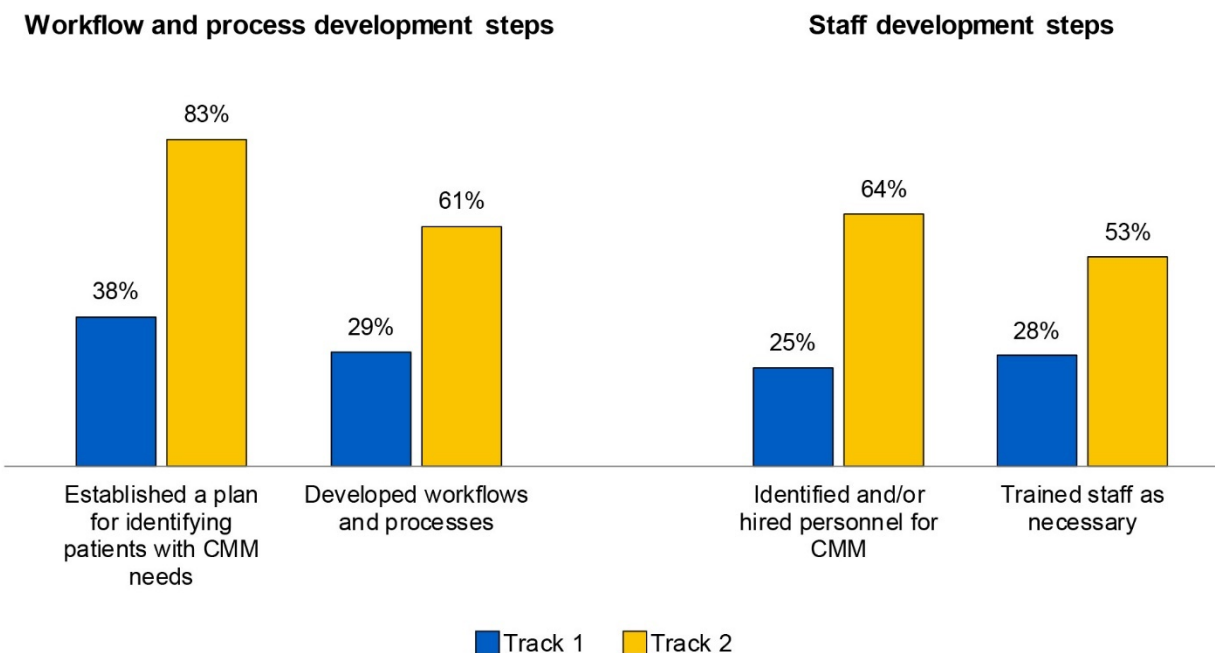 Workflow and process development steps
Staff development steps
83%
38%
61%
29%
64%
25%
53%
28%
Established a plan
for identifying
patients with CMM
needs
Developed workflows
and processes
Identified and/or
hired personnel for
CMM
Trained staff as
necessary
Track 1
Track 2